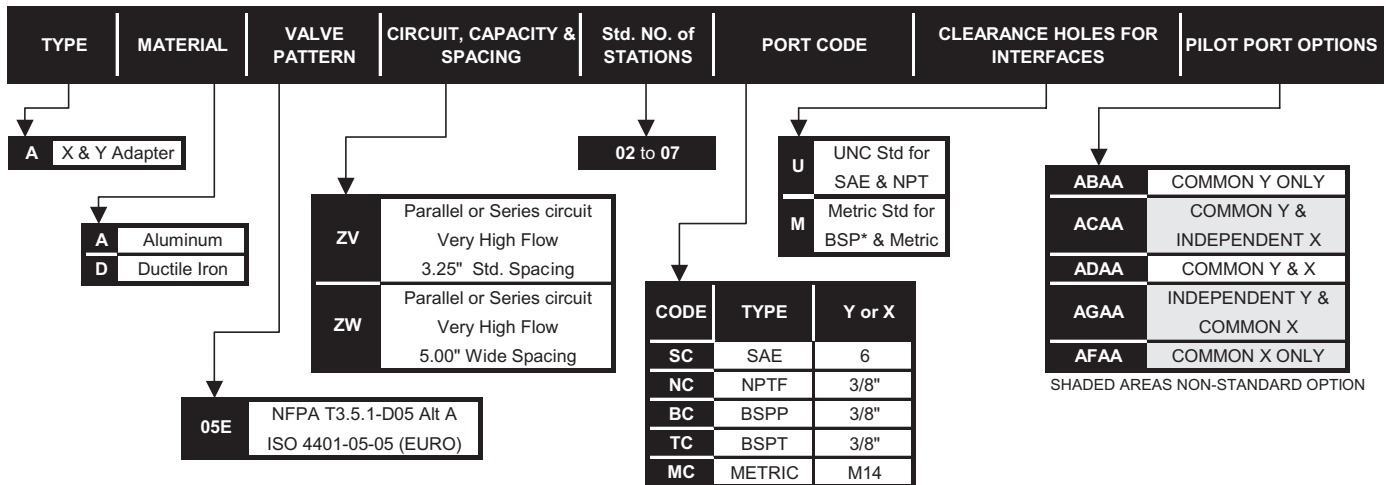 TYPE
MATERIAL
VALVE
PATTERN
CIRCUIT, CAPACITY &
SPACING
Std. NO. of
STATIONS
PORT CODE
CLEARANCE HOLES FOR
INTERFACES
PILOT PORT OPTIONS
A X & Y Adapter
A Aluminum
D Ductile Iron
05E
NFPA T3.5.1-D05 Alt A
ISO 4401-05-05 (EURO)
ZV
Parallel or Series circuit
Very High Flow
3.25" Std. Spacing
ZW
Parallel or Series circuit
Very High Flow
5.00" Wide Spacing
02 to 07
CODE TYPE Y or X
SC SAE 6
NC NPTF 3/8"
BC BSPP 3/8"
TC BSPT 3/8"
MC METRIC M14
U
UNC Std for
SAE & NPT
M
Metric Std for
BSP* & Metric
ABAA COMMON Y ONLY
ACAA
COMMON Y &
INDEPENDENT X
ADAA COMMON Y & X
AGAA
INDEPENDENT Y &
COMMON X
AFAA COMMON X ONLY
SHADED AREAS NON-STANDARD OPTION